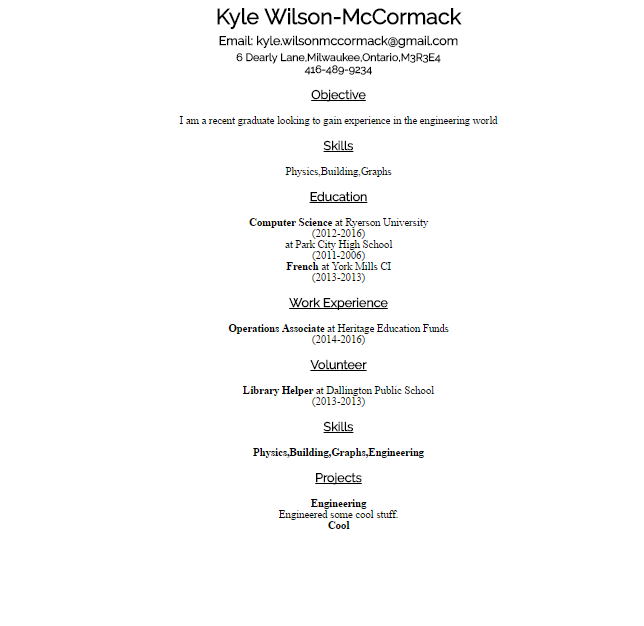 Kyle Wilson-McCormack
Email: kyle.wilsonmccormack@gmail.com
6 Dearly Lane,Milwaukee,Ontario,M3R3E4
416-489-9234
Objective
I am a recent graduate looking to gain experience in the engineering world
Skills
Physics,Building,Graphs
Education
Computer Science at Ryerson University
(2012-2016)
at Park City High School
(2011-2006)
French at York Mills CI
(2013-2013)
Work Experience
Operations Associate at Heritage Education Funds
(2014-2016)
Volunteer
Library Helper at Dallington Public School
(2013-2013)
Skills
Physics,Building,Graphs,Engineering
Projects
Engineering
Engineered some cool stuff.
Cool